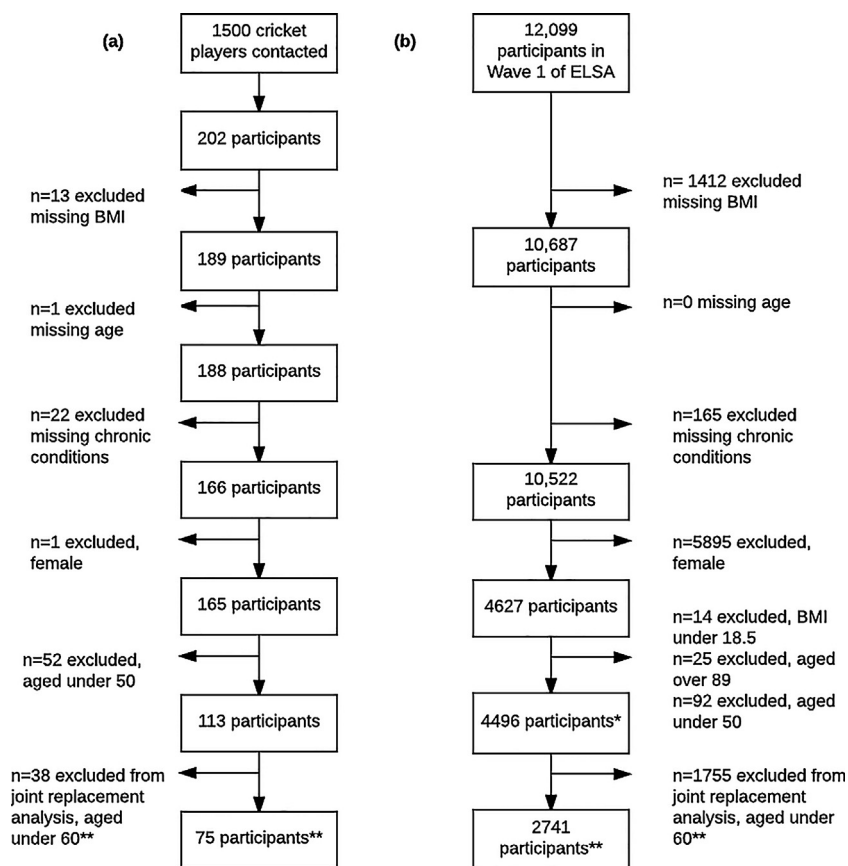 (a)
1500 cricket
players contacted
202 participants
n=13 excluded
missing BMI
189 participants
n=1 excluded
missing age
188 participants
n=22 excluded
missing chronic
conditions
166 participants
n=1 excluded,
female
165 participants
n=52 excluded,
aged under 50
113 participants
n=38 excluded from
joint replacement
analysis, aged
under 60**
75 participants**
(b)
12,099
participants in
Wave 1 of ELSA
n= 1412 excluded
missing BMI
10,687
participants
n=0 missing age
n=165 excluded
missing chronic
conditions
10,522
participants
n=5895 excluded,
female
4627 participants
n=14 excluded, BMI
under 18.5
n=25 excluded, aged
over 89
n=92 excluded, aged
under 50
4496 participants*
n=1755 excluded from
joint replacement
analysis, aged under
60**
2741
participants**